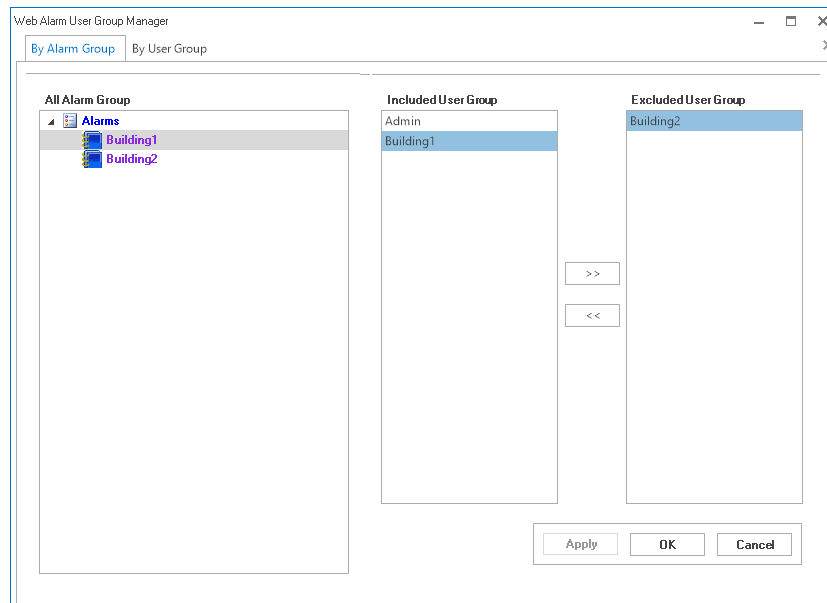 Web Alarm User Group Manager
By Alarm Group By User Group
All Alarm Group
Alarms
Building1
Building2
Included User Group
Admin
Building1
>>
<<
Excluded User Group
Building2
Apply OK Cancel